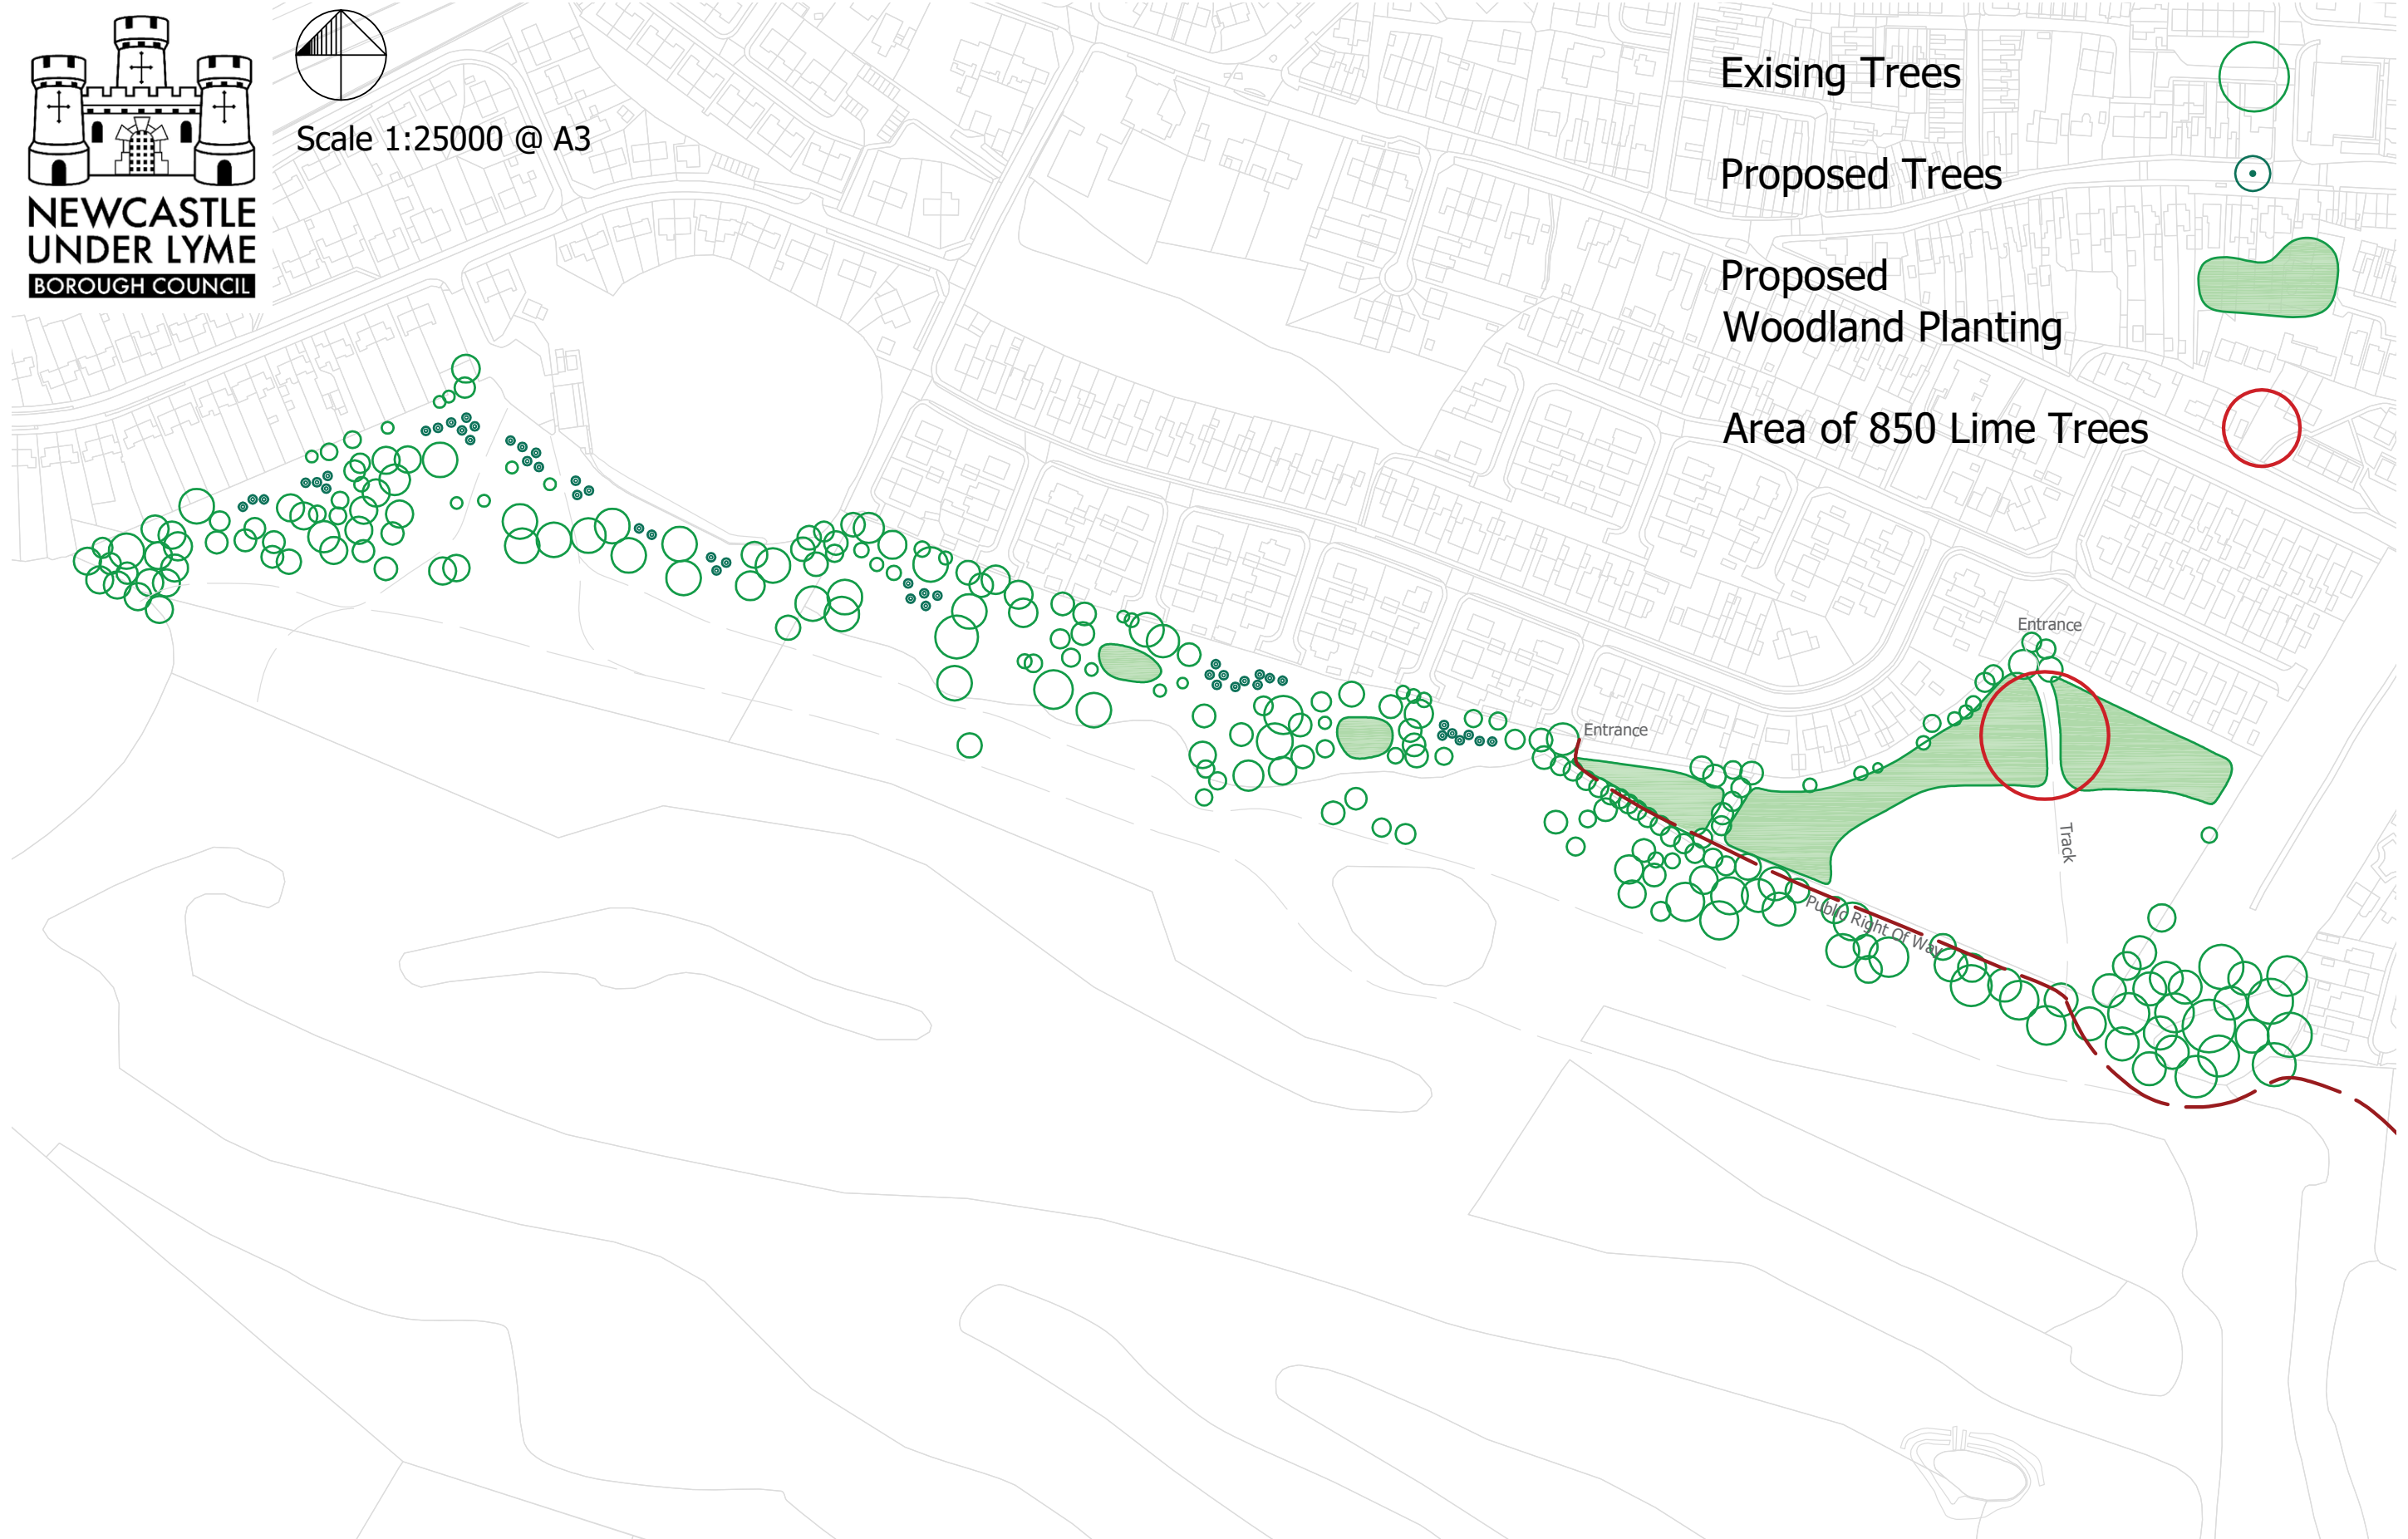 NEWCASTLE
UNDER LYME
BOROUGH COUNCIL
Scale 1:25000 @ A3
Exising Trees
Proposed Trees
Proposed
Woodland Planting
Area of 850 Lime Trees
Entrance
Entrance
Track
Public Right Of Way